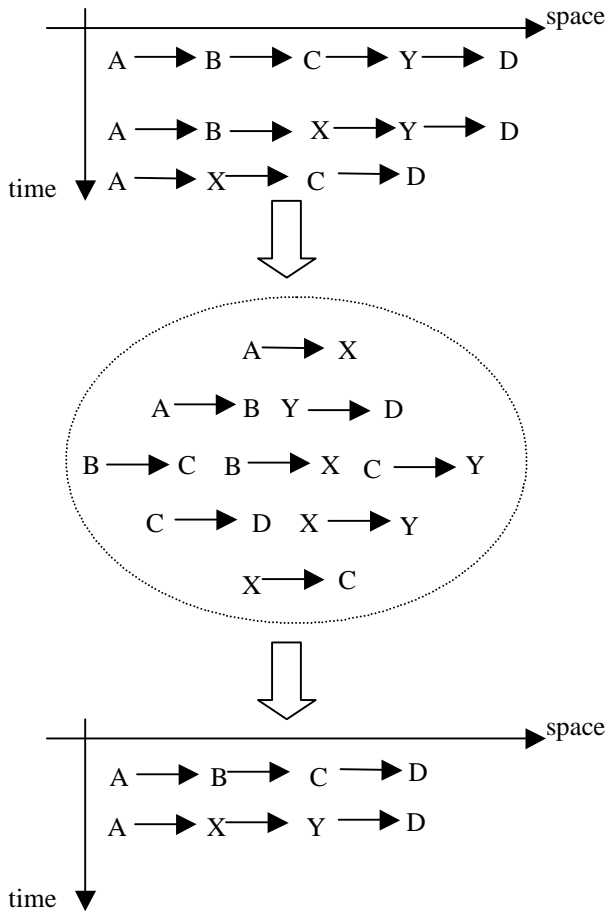 space
A B C Y D
A B X Y D
time A X C D
A X
A B Y D
B C B X C Y
C D X Y
X C
space
A B C D
A X Y D
time